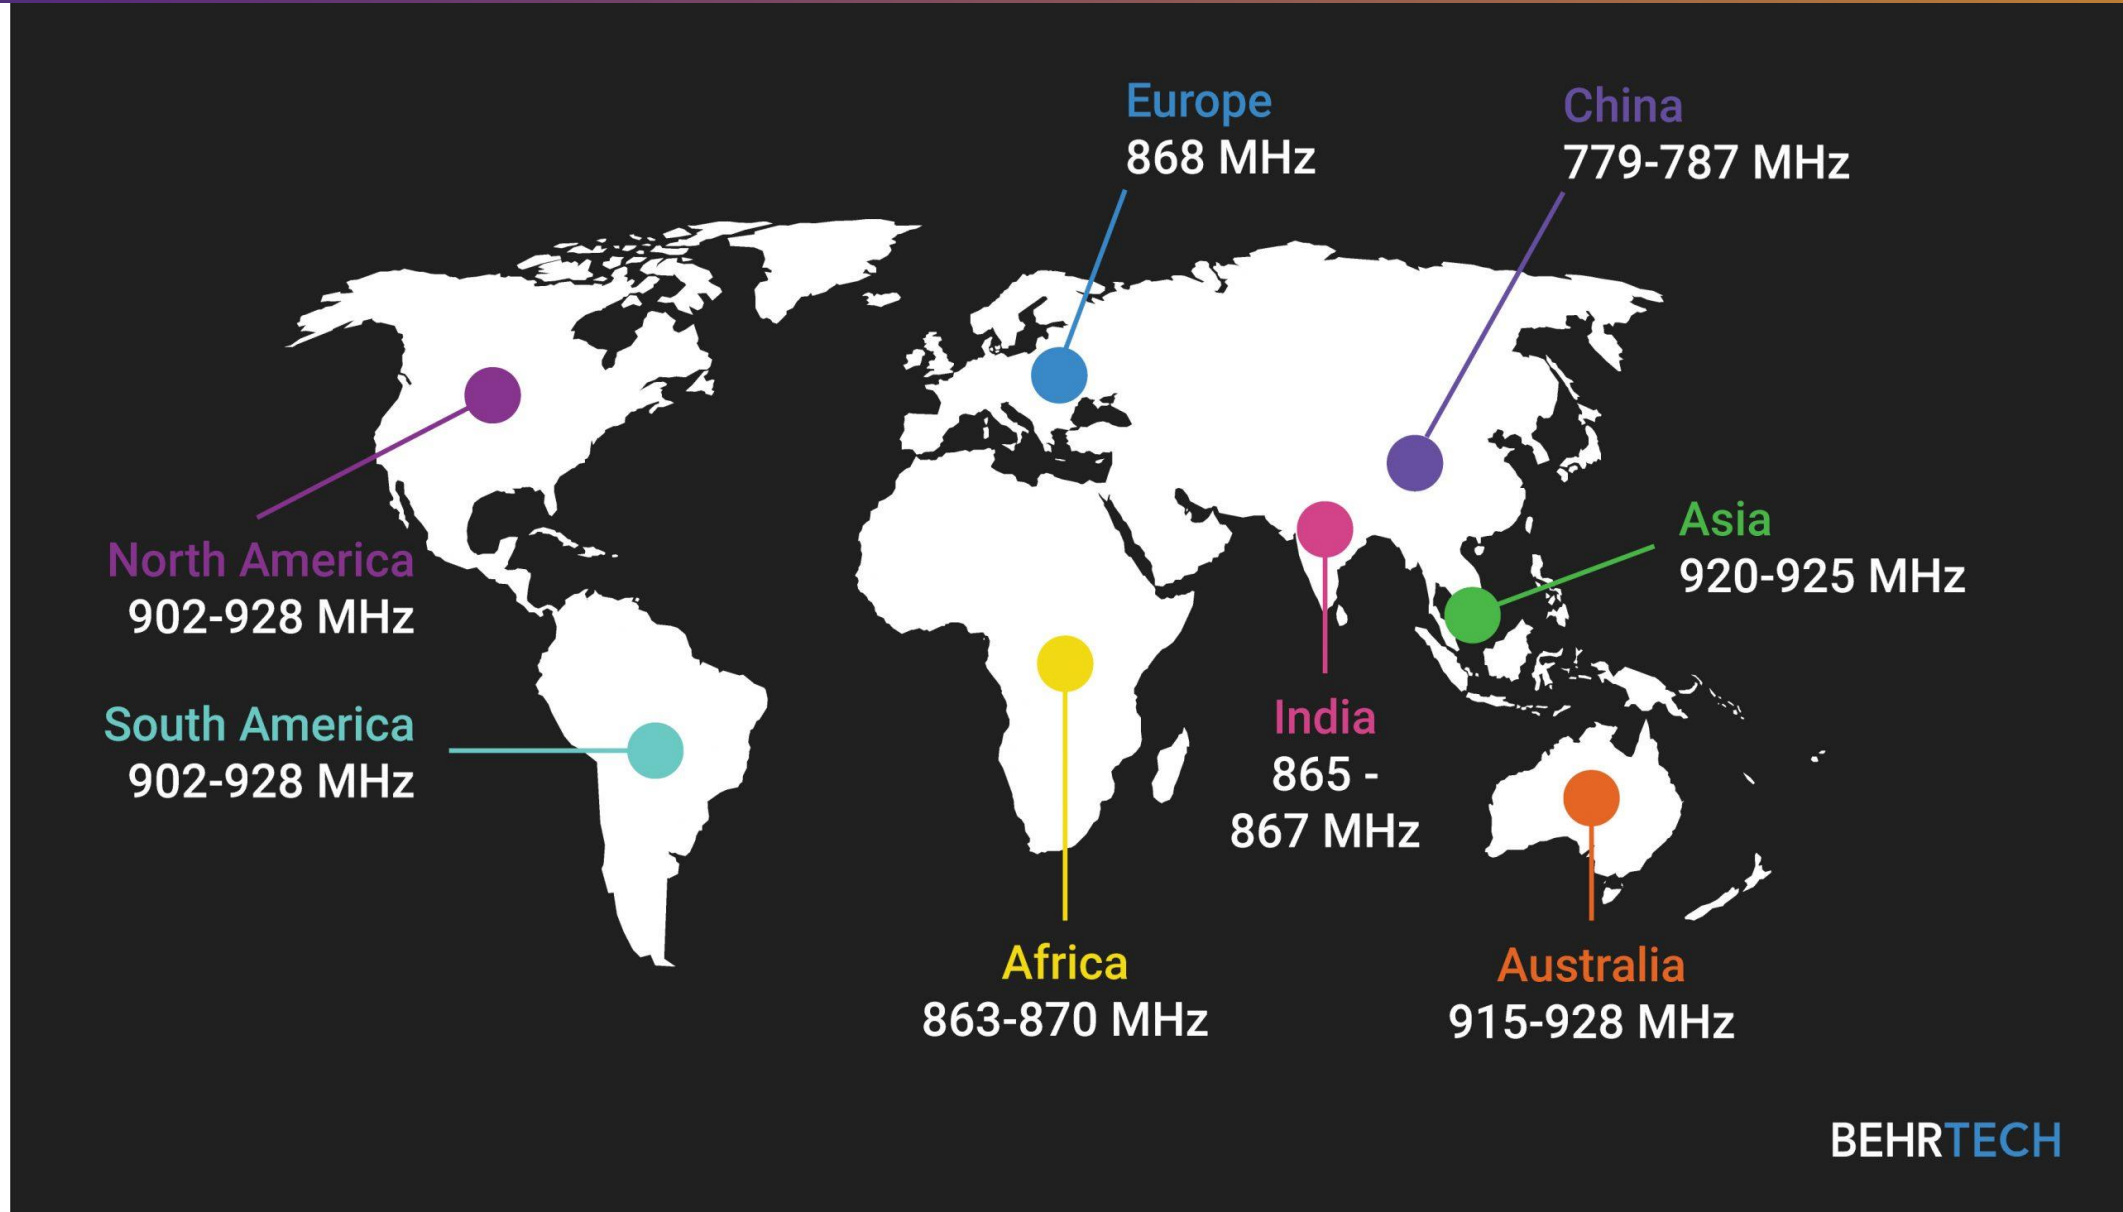 Europe
868 MHz
China
779-787 MHz
North America
902-928 MHz
Asia
920-925 MHz
South America
902-928 MHz
India
865 -
867 MHz
Africa
863-870 MHz
Australia
915-928 MHz
BEHRTECH